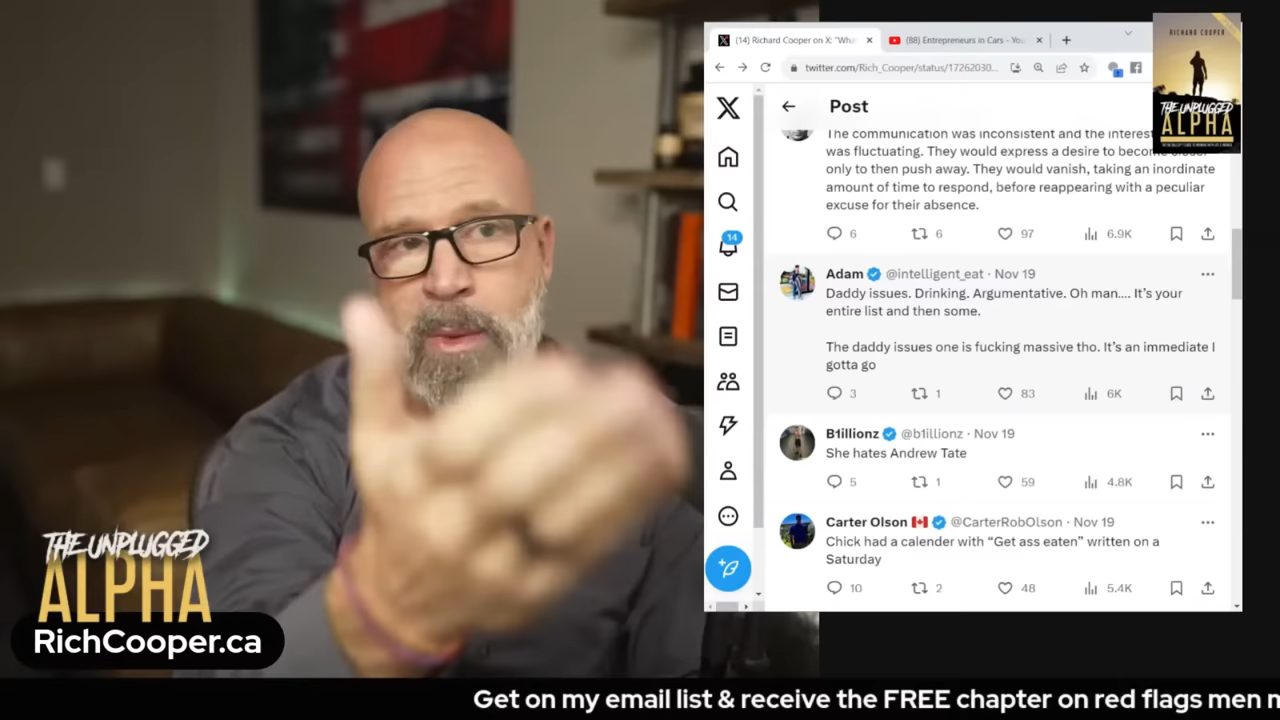 (14) Richard Cooper on X: "Wha
(88) Entrepreneurs in Cars - You
twitter.com/Rich_Cooper/status/17262030...
RICHARD COOPER
THE UNPLUGGED
ALPHA
Post
The communication was inconsistent and the interest
was fluctuating. They would express a desire to become closer
only to then push away. They would vanish, taking an inordinate
amount of time to respond, before reappearing with a peculiar
excuse for their absence.
6 6 97 6.9K
14
Adam @intelligent_eat · Nov 19
Daddy issues. Drinking. Argumentative. Oh man.... It's your
entire list and then some.
The daddy issues one is fucking massive tho. It's an immediate I
gotta go
3 1 83 6K
B1illionz @b1illionz · Nov 19
She hates Andrew Tate
5 1 59 4.8K
Carter Olson @CarterRobOlson · Nov 19
Chick had a calender with "Get ass eaten" written on a
Saturday
10 2 48 5.4K
THE UNPLUGGED
ALPHA
RichCooper.ca
Get on my email list & receive the FREE chapter on red flags men n